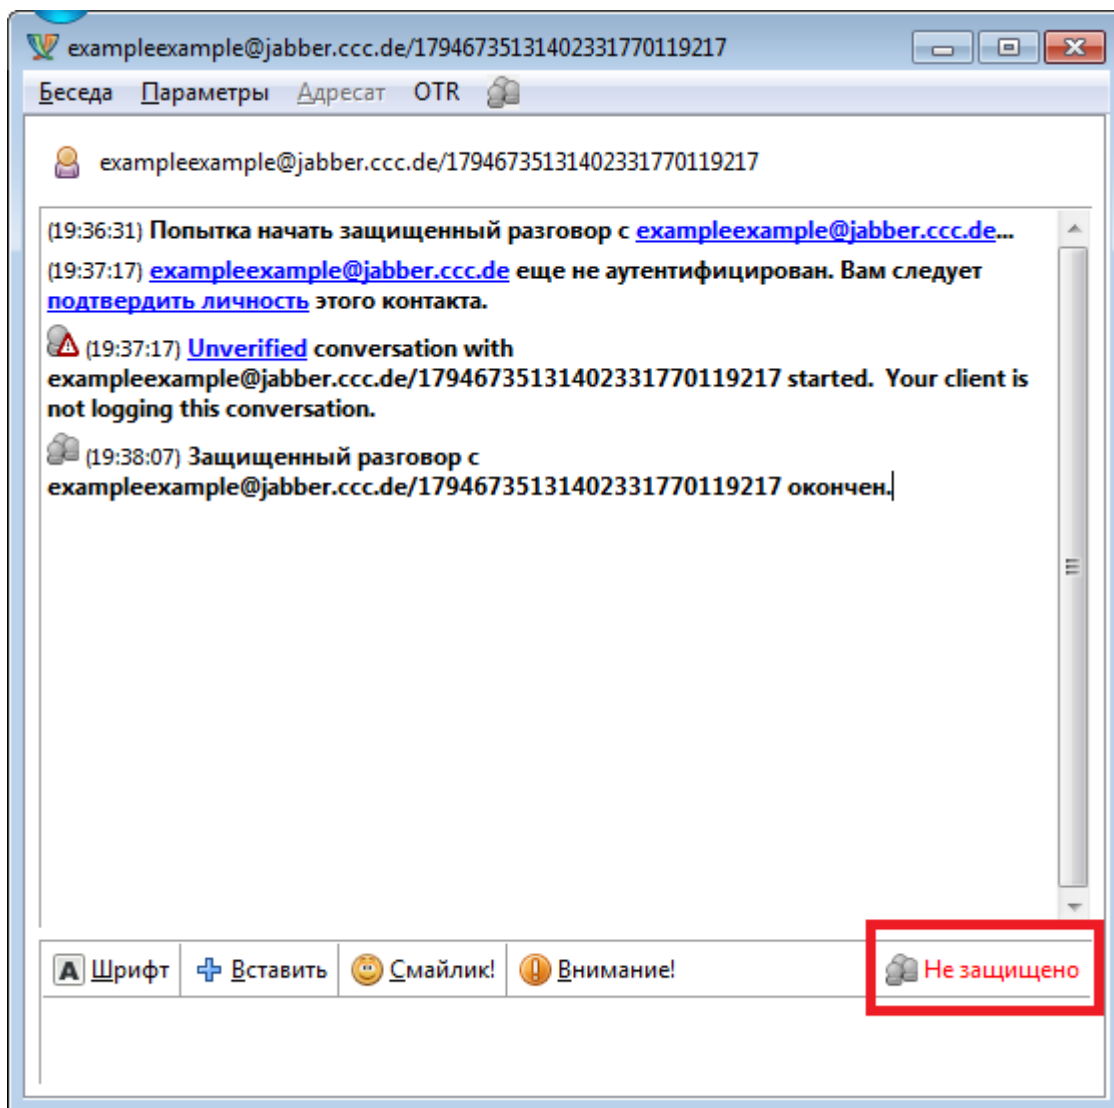 exampleexample@jabber.ccc.de/17946735131402331770119217
Беседа Параметры Адресат OTR
exampleexample@jabber.ccc.de/17946735131402331770119217
(19:36:31) Попытка начать защищенный разговор с exampleexample@jabber.ccc.de...
(19:37:17) exampleexample@jabber.ccc.de еще не аутентифицирован. Вам следует
подтвердить личность этого контакта.
(19:37:17) Unverified conversation with
exampleexample@jabber.ccc.de/17946735131402331770119217 started. Your client is
not logging this conversation.
(19:38:07) Защищенный разговор с
exampleexample@jabber.ccc.de/17946735131402331770119217 окончен.
A Шрифт Вставить Смайлик! Внимание! Не защищено